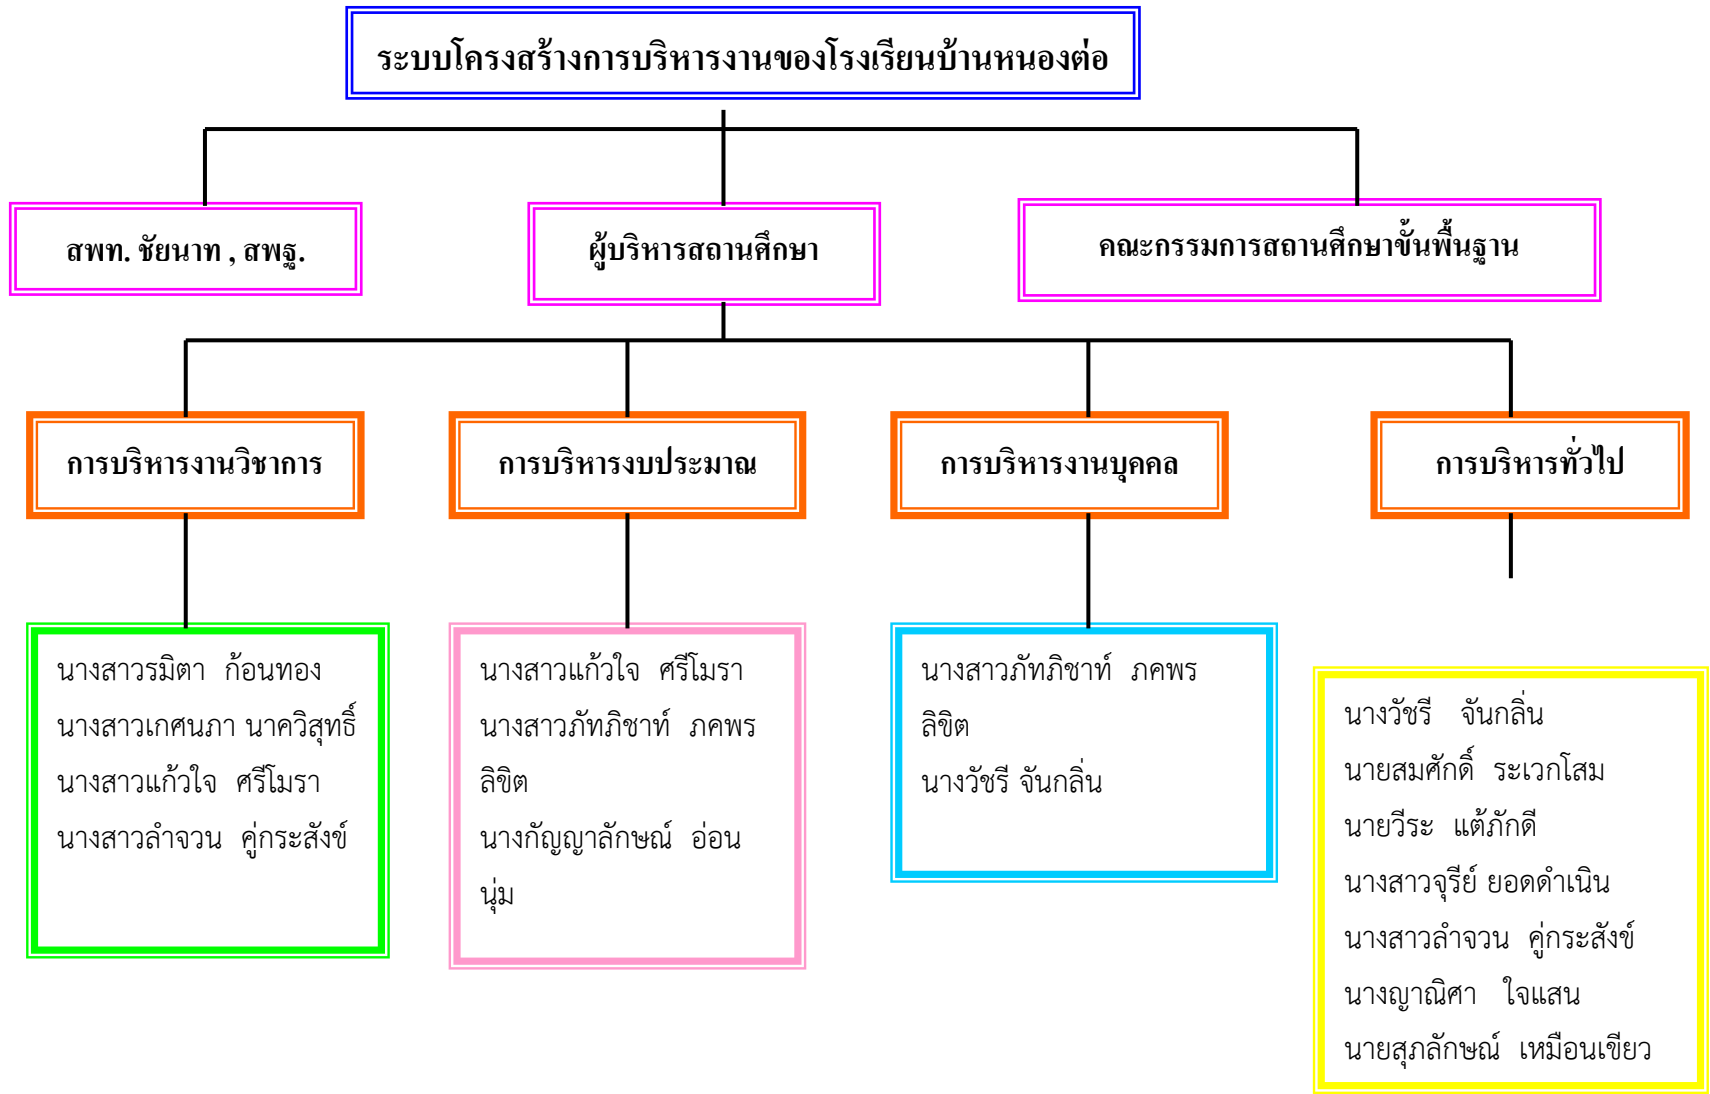 ระบบโครงสร้างการบริหารงานของโรงเรียนบ้านหนองต่อ
สพท. ชัยนาท , สพฐ.
ผู้บริหารสถานศึกษา
คณะกรรมการสถานศึกษาขั้นพื้นฐาน
การบริหารงานวิชาการ
การบริหารงบประมาณ
การบริหารงานบุคคล
การบริหารทั่วไป
นางสาวรมิตา ก้อนทอง
นางสาวเกศนภา นาควิสุทธิ์
นางสาวแก้วใจ ศรีโมรา
นางสาวลำจวน คู่กระสังข์
นางสาวแก้วใจ ศรีโมรา
นางสาวภัทภิชาท์ ภคพร
ลิขิต
นางกัญญาลักษณ์ อ่อน
นุ่ม
นางสาวภัทภิชาท์ ภคพร
ลิขิต
นางวัชรี จันกลิ่น
นางวัชรี จันกลิ่น
นายสมศักดิ์ ระเวกโสม
นายวีระ แต้ภักดี
นางสาวจุรีย์ ยอดดำเนิน
นางสาวลำจวน คู่กระสังข์
นางญาณิศา ใจแสน
นายสุภลักษณ์ เหมือนเขียว